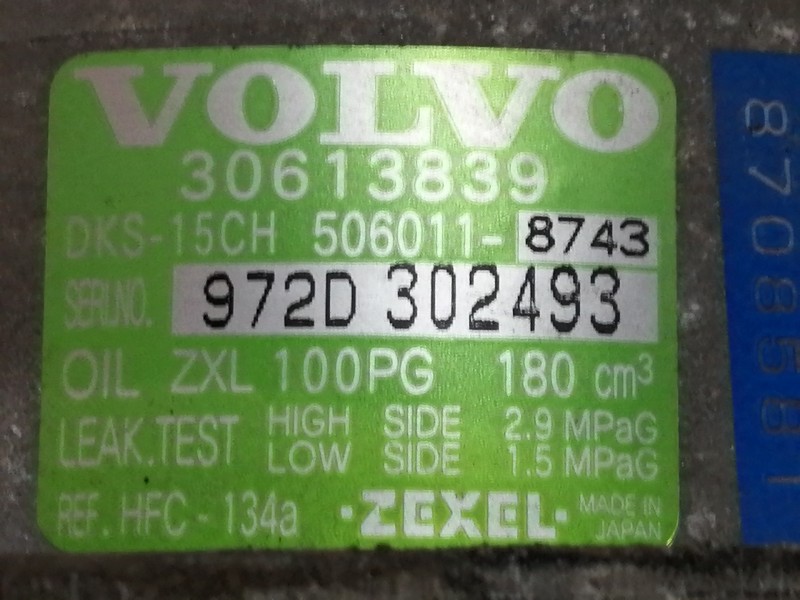 VOLVO
30613839
DKS-15CH 506011-8743
SERI.NO. 972D 302493
OIL ZXL 100PG 180 cm³
LEAK.TEST HIGH SIDE 2.9 MPaG
LOW SIDE 1.5 MPaG
REF. HFC-134a ·ZEXEL· MADE IN
JAPAN